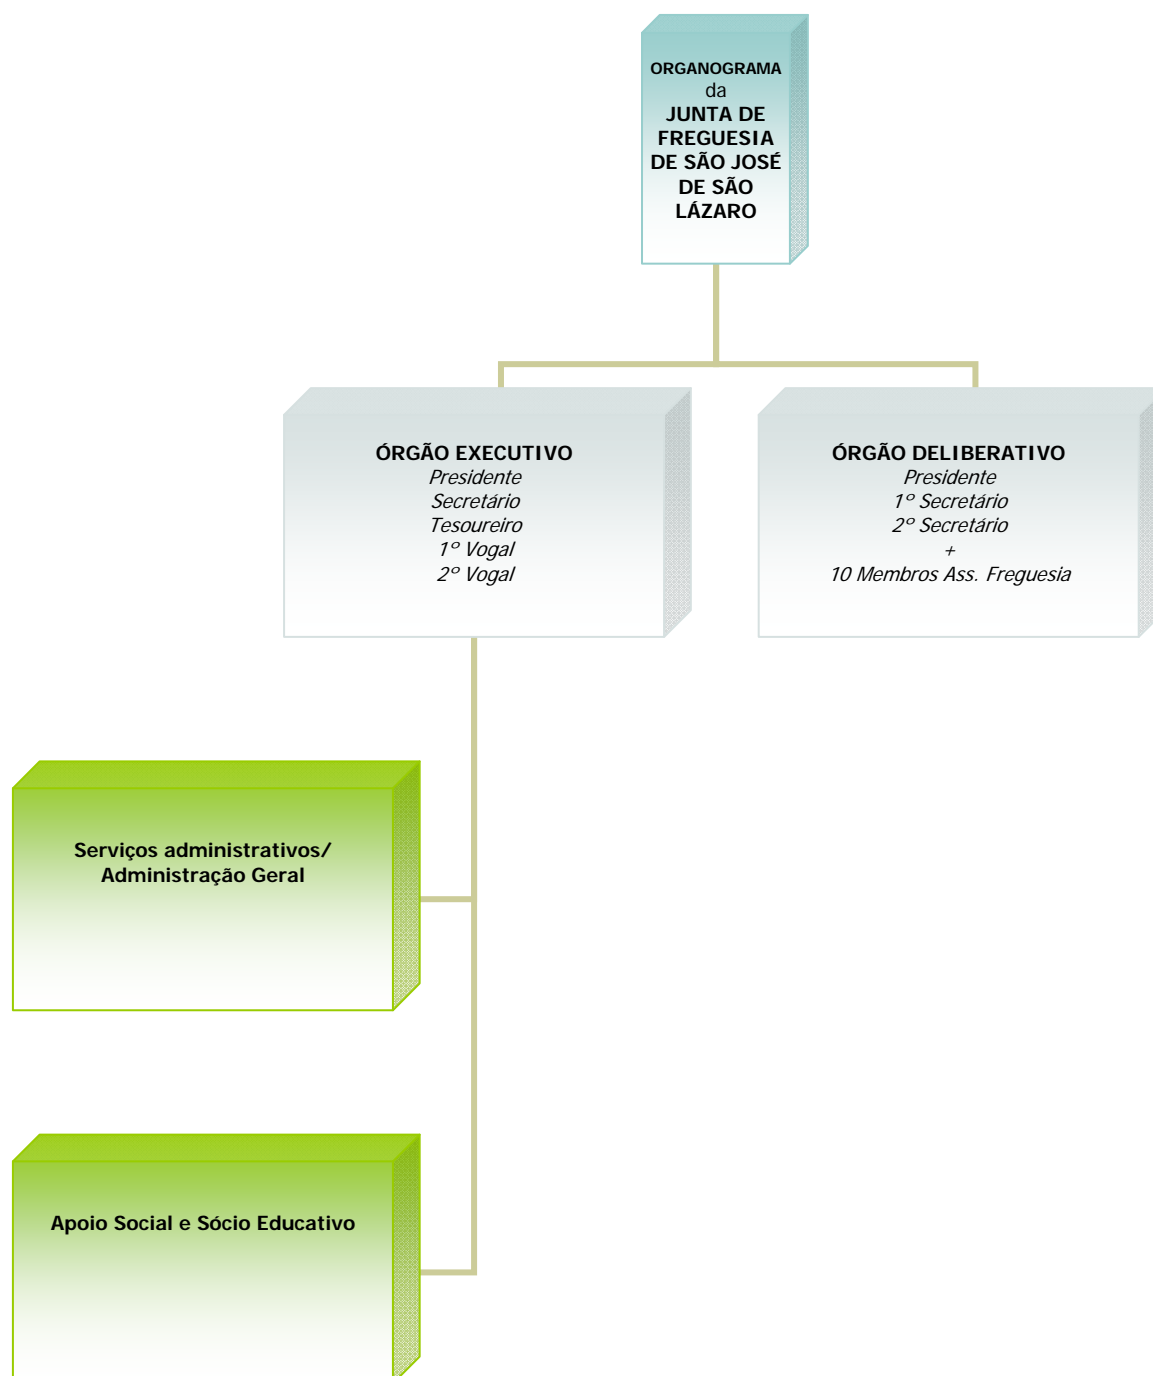 ORGANOGRAMA
da
JUNTA DE
FREGUESIA
DE SÃO JOSÉ
DE SÃO
LÁZARO
ÓRGÃO EXECUTIVO
Presidente
Secretário
Tesoureiro
1º Vogal
2º Vogal
ÓRGÃO DELIBERATIVO
Presidente
1º Secretário
2º Secretário
+
10 Membros Ass. Freguesia
Serviços administrativos/
Administração Geral
Apoio Social e Sócio Educativo